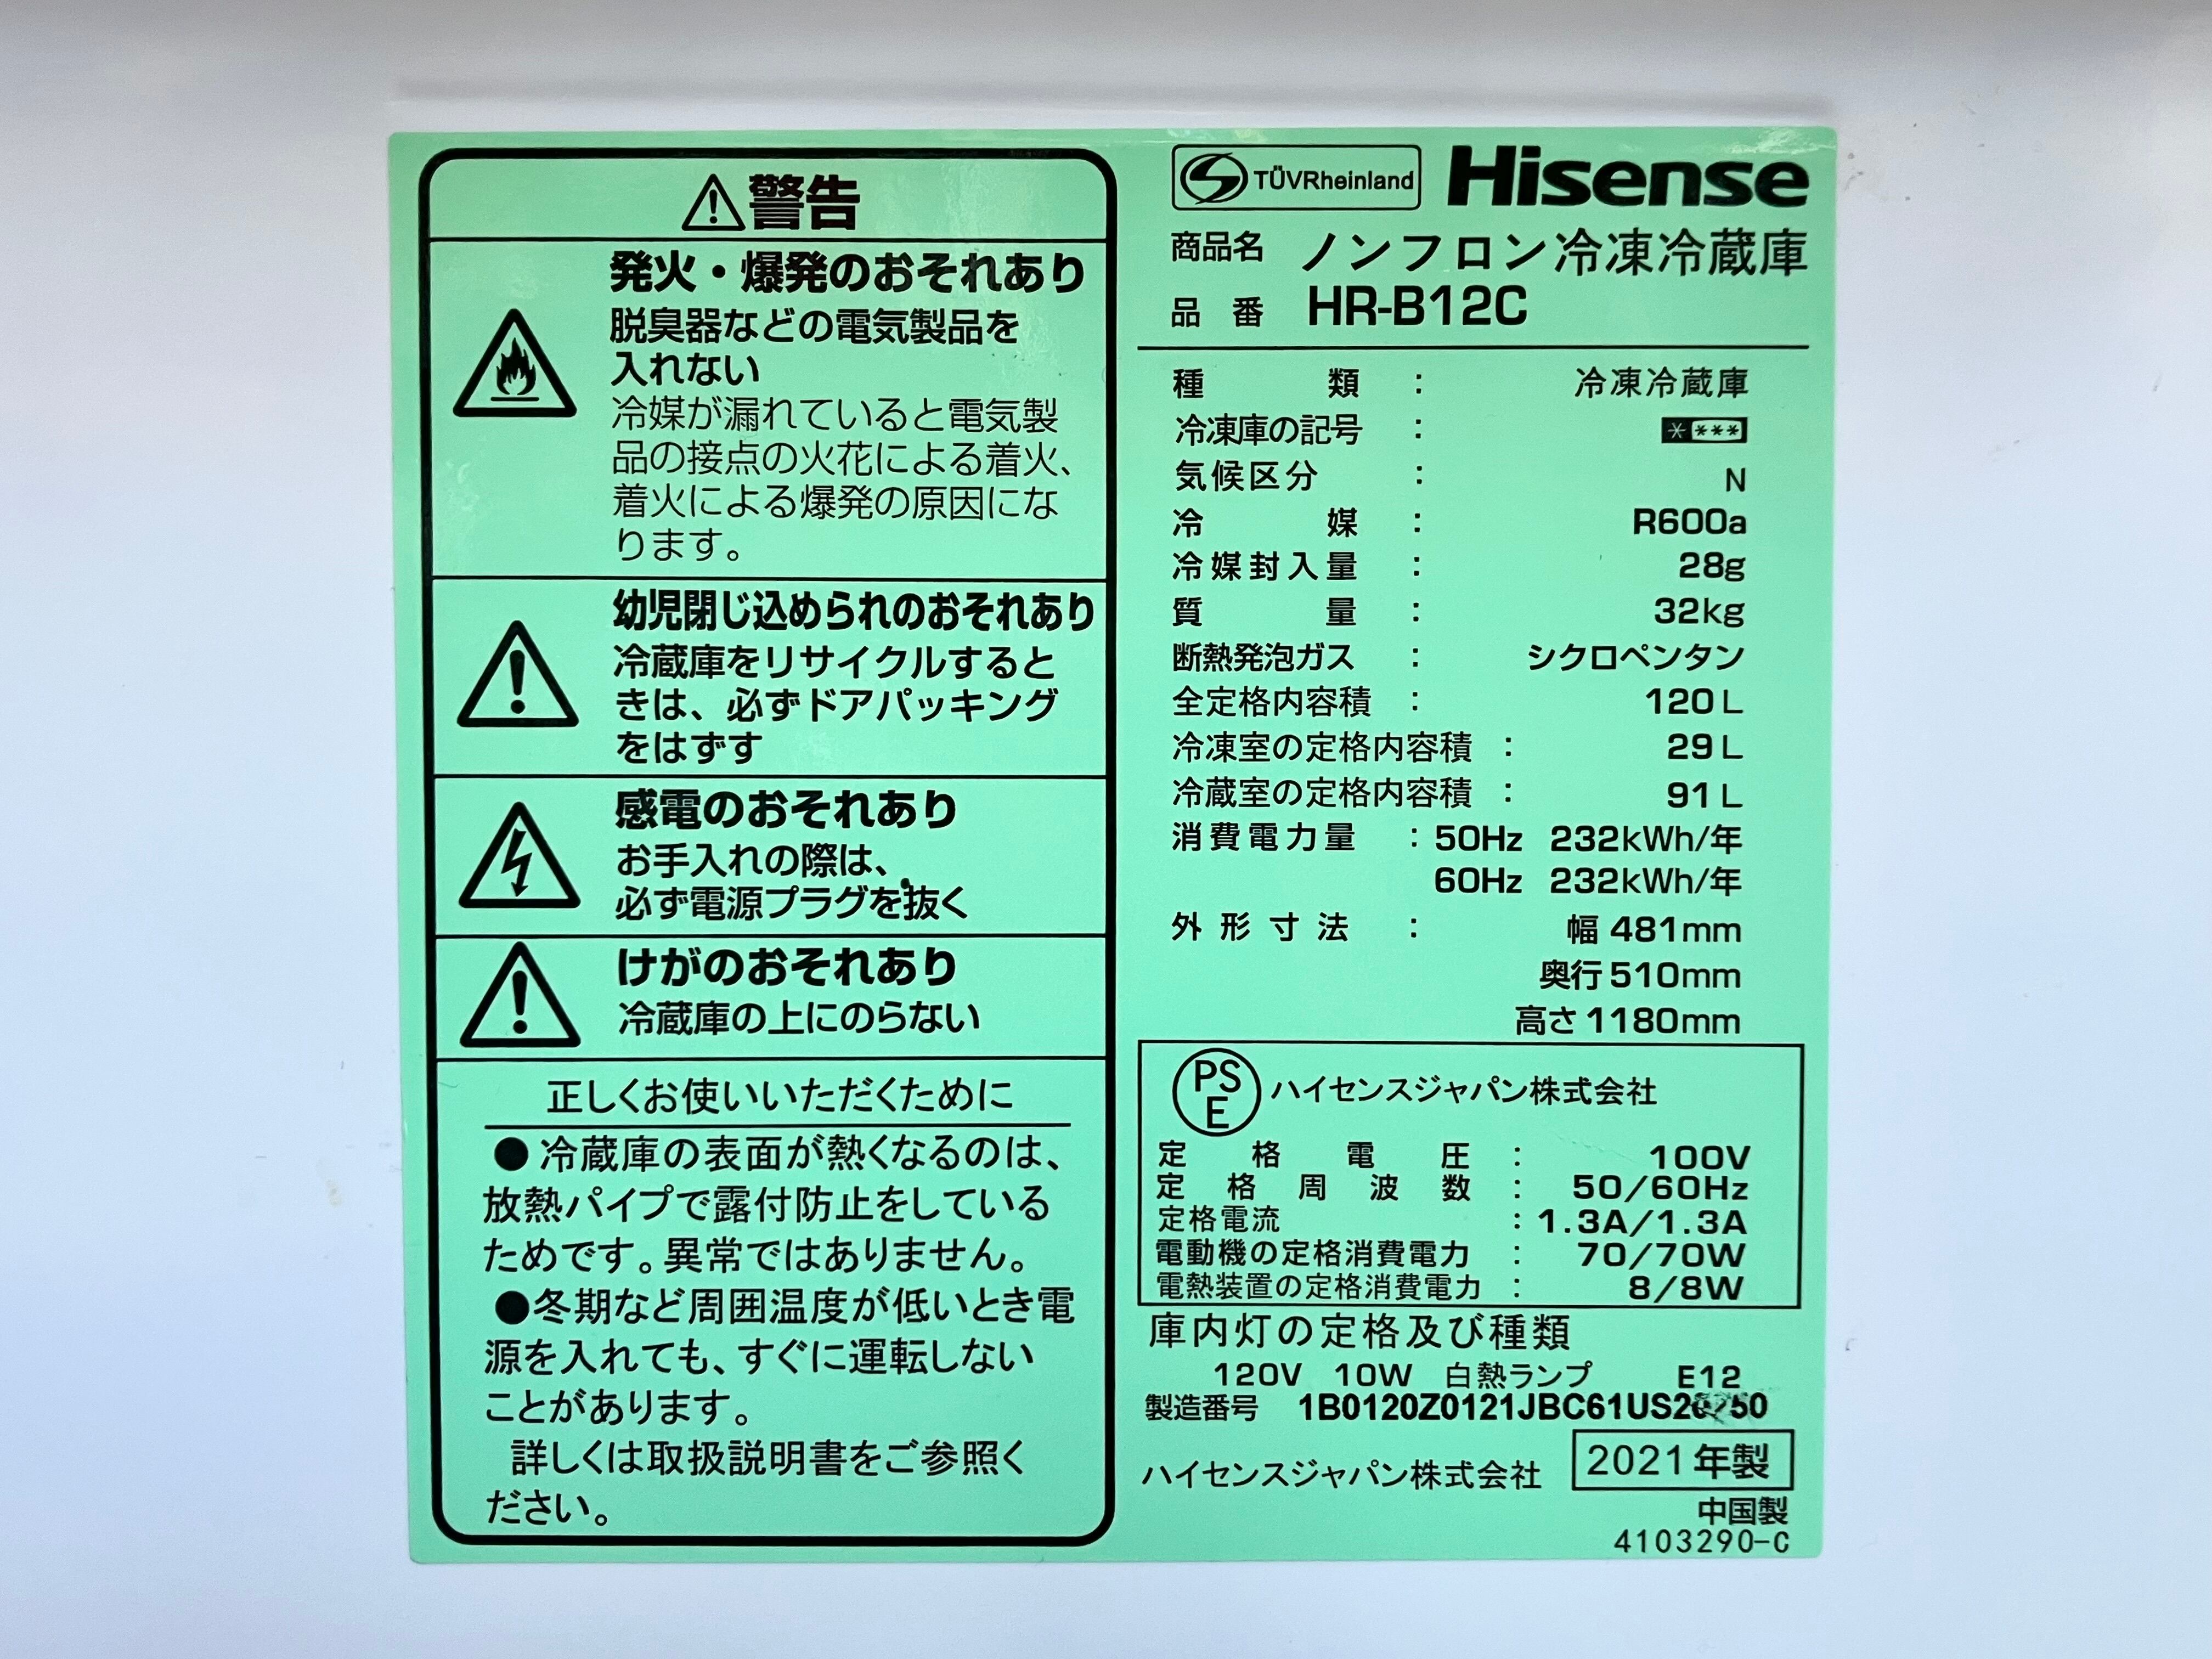 警告
発火・爆発のおそれあり
脱臭器などの電気製品を
入れない
冷媒が漏れていると電気製
品の接点の火花による着火、
着火による爆発の原因にな
ります。
幼児閉じ込められのおそれあり
冷蔵庫をリサイクルすると
きは、必ずドアパッキング
をはずす
感電のおそれあり
お手入れの際は、
必ず電源プラグを抜く
けがのおそれあり
冷蔵庫の上にのらない
正しくお使いいただくために
●冷蔵庫の表面が熱くなるのは、
放熱パイプで露付防止をしている
ためです。異常ではありません。
●冬期など周囲温度が低いとき電
源を入れても、すぐに運転しない
ことがあります。
詳しくは取扱説明書をご参照く
ださい。
TÜVRheinland Hisense
商品名 ノンフロン冷凍冷蔵庫
品番 HR-B12C
種類 : 冷凍冷蔵庫
冷凍庫の記号 : * ***
気候区分 : N
冷媒 : R600a
冷媒封入量 : 28g
質量 : 32kg
断熱発泡ガス : シクロペンタン
全定格内容積 : 120L
冷凍室の定格内容積 : 29L
冷蔵室の定格内容積 : 91L
消費電力量 : 50Hz 232kWh/年
60Hz 232kWh/年
外形寸法 : 幅 481mm
奥行 510mm
高さ 1180mm
PSE ハイセンスジャパン株式会社
定格電圧 : 100V
定格周波数 : 50/60Hz
定格電流 : 1.3A/1.3A
電動機の定格消費電力 : 70/70W
電熱装置の定格消費電力 : 8/8W
庫内灯の定格及び種類
120V 10W 白熱ランプ E12
製造番号
ハイセンスジャパン株式会社 2021年製
中国製
4103290-C